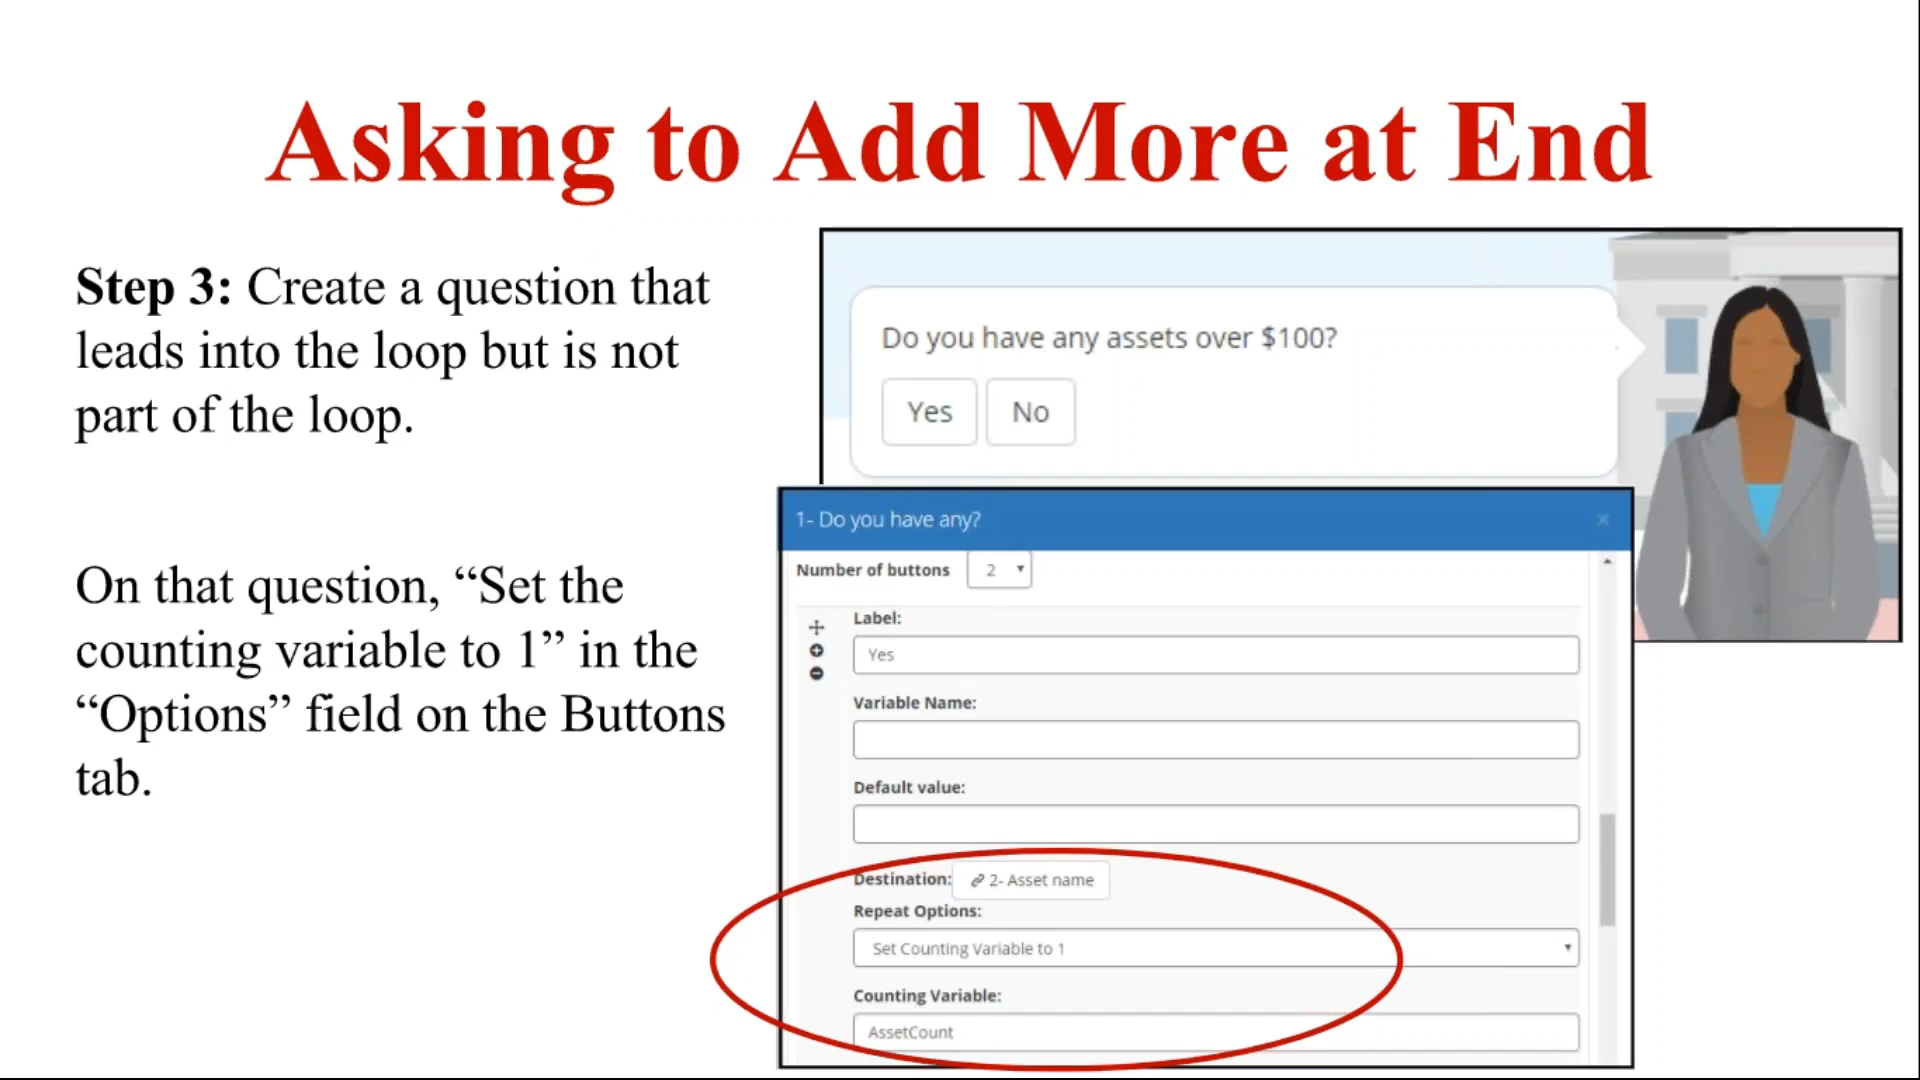 Asking to Add More at End
Step 3: Create a question that
leads into the loop but is not
part of the loop.
On that question, “Set the
counting variable to 1” in the
“Options” field on the Buttons
tab.
Do you have any assets over $100?
Yes No
1- Do you have any?
Number of buttons 2
Label:
Yes
Variable Name:
Default value:
Destination: 2- Asset name
Repeat Options:
Set Counting Variable to 1
Counting Variable:
AssetCount